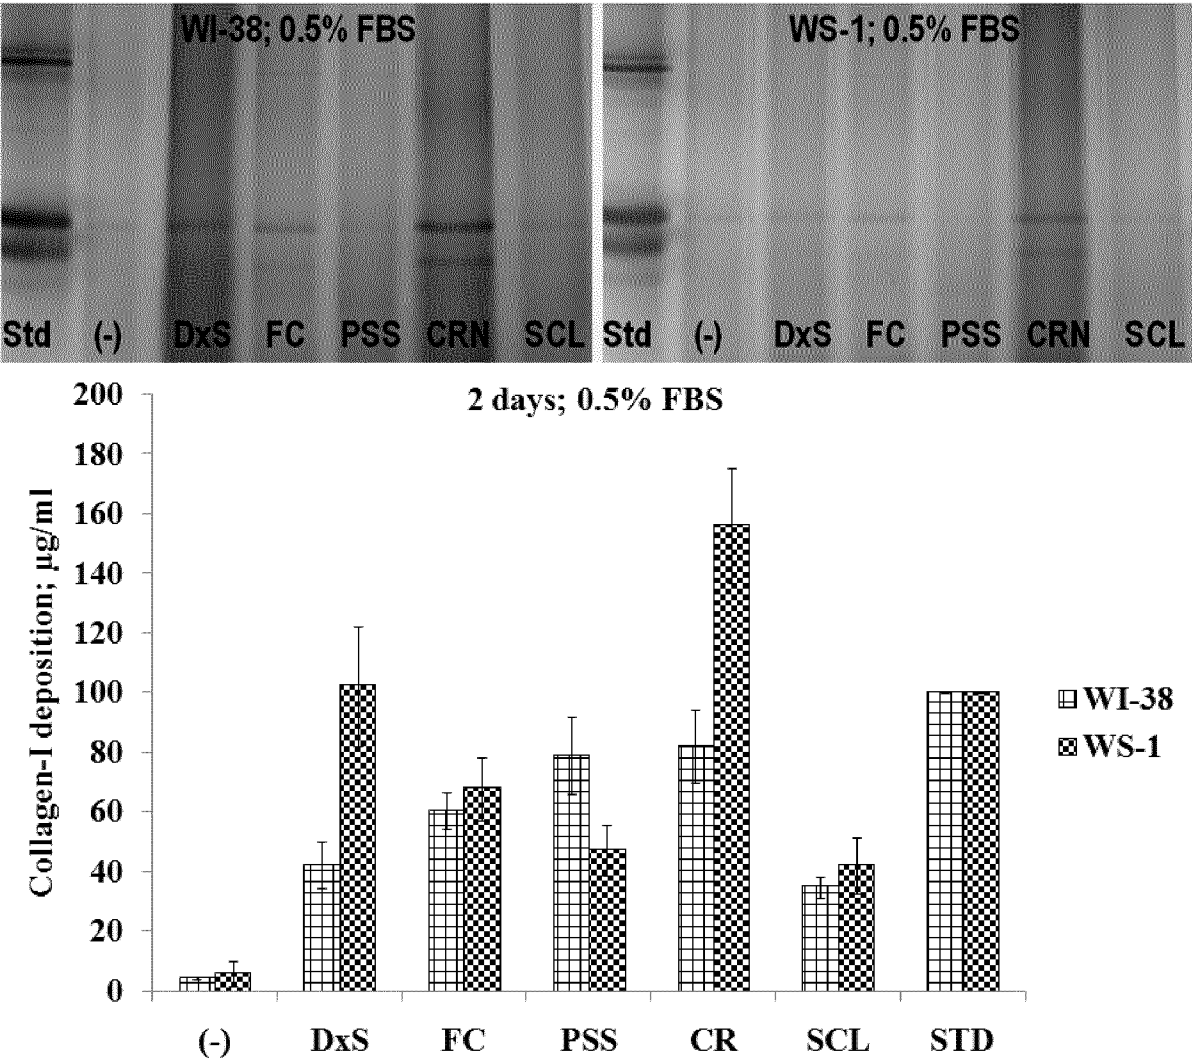 WI-38; 0.5% FBS
Std (-) DxS FC PSS CRN SCL
WS-1; 0.5% FBS
Std (-) DxS FC PSS CRN SCL
2 days; 0.5% FBS
Collagen-I deposition; µg/ml
200
180
160
140
120
100
80
60
40
20
0
(-) DxS FC PSS CR SCL STD
WI-38
WS-1